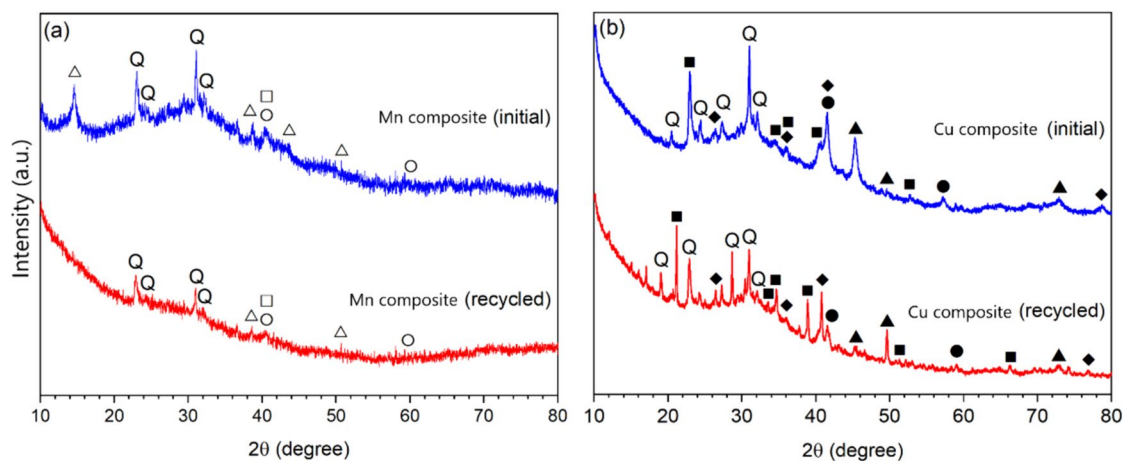 (a)
Q
Q
Q
Q
Mn composite (initial)
Q
Q
Q
Q
Mn composite (recycled)
Intensity (a.u.)
10 20 30 40 50 60 70 80
2θ (degree)
(b)
Q
Q
Q
Q
Q
Cu composite (initial)
Q
Q
Q
Q
Q
Cu composite (recycled)
10 20 30 40 50 60 70 80
2θ (degree)